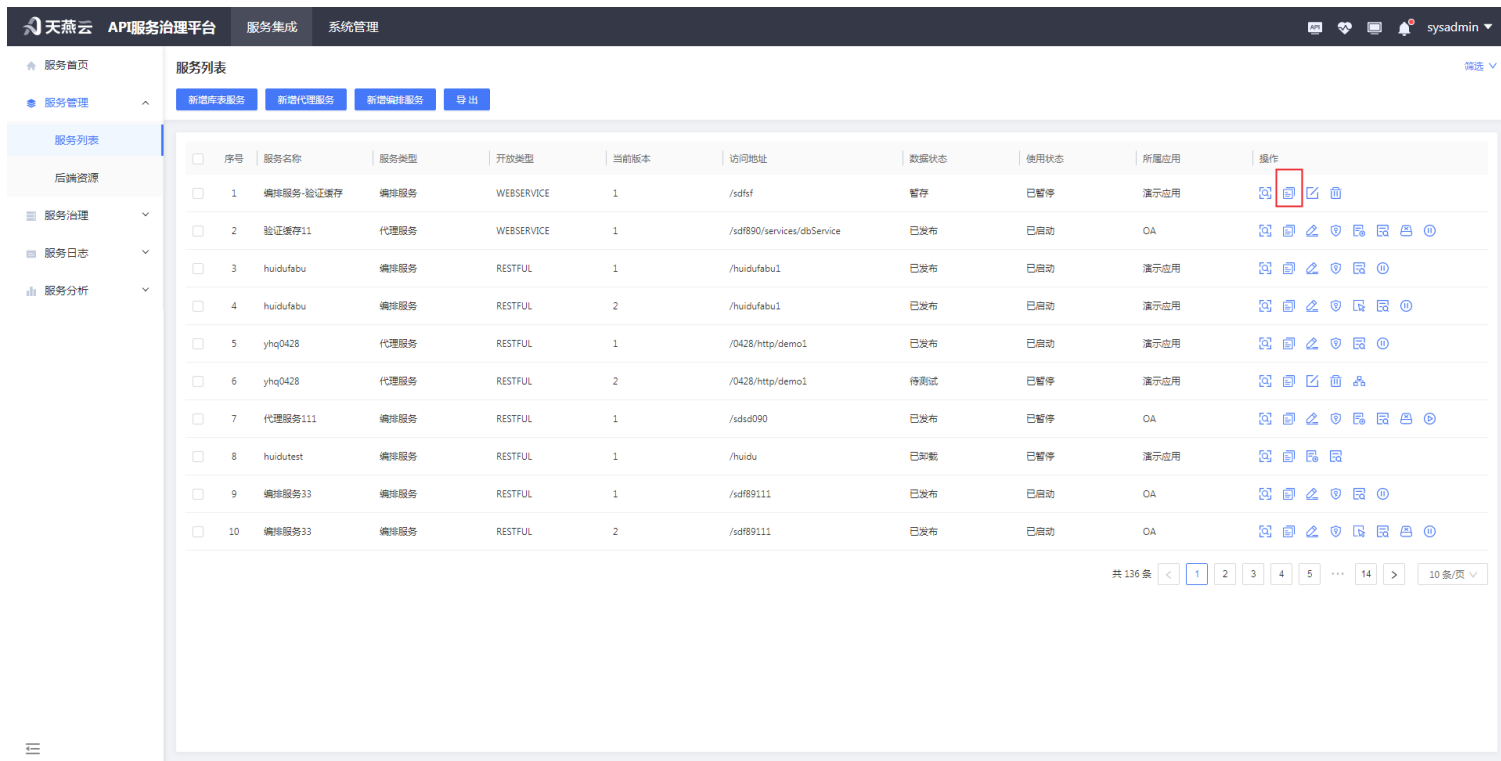 天燕云 API服务治理平台 服务集成 系统管理 API sysadmin
服务首页
服务管理
服务列表
后端资源
服务治理
服务日志
服务分析
服务列表 筛选
新增库表服务 新增代理服务 新增编排服务 导出
序号 服务名称 服务类型 开放类型 当前版本 访问地址 数据状态 使用状态 所属应用 操作
1 编排服务-验证缓存 编排服务 WEBSERVICE 1 /sdfsf 暂存 已暂停 演示应用
2 验证缓存11 代理服务 WEBSERVICE 1 /sdf890/services/dbService 已发布 已启动 OA
3 huidufabu 编排服务 RESTFUL 1 /huidufabu1 已发布 已启动 演示应用
4 huidufabu 编排服务 RESTFUL 2 /huidufabu1 已发布 已启动 演示应用
5 yhq0428 代理服务 RESTFUL 1 /0428/http/demo1 已发布 已启动 演示应用
6 yhq0428 代理服务 RESTFUL 2 /0428/http/demo1 待测试 已暂停 演示应用
7 代理服务111 编排服务 RESTFUL 1 /sdsd090 已发布 已暂停 OA
8 huidutest 编排服务 RESTFUL 1 /huidu 已卸载 已暂停 演示应用
9 编排服务33 编排服务 RESTFUL 1 /sdf89111 已发布 已启动 OA
10 编排服务33 编排服务 RESTFUL 2 /sdf89111 已发布 已启动 OA
共 136 条 < 1 2 3 4 5 ··· 14 > 10 条/页